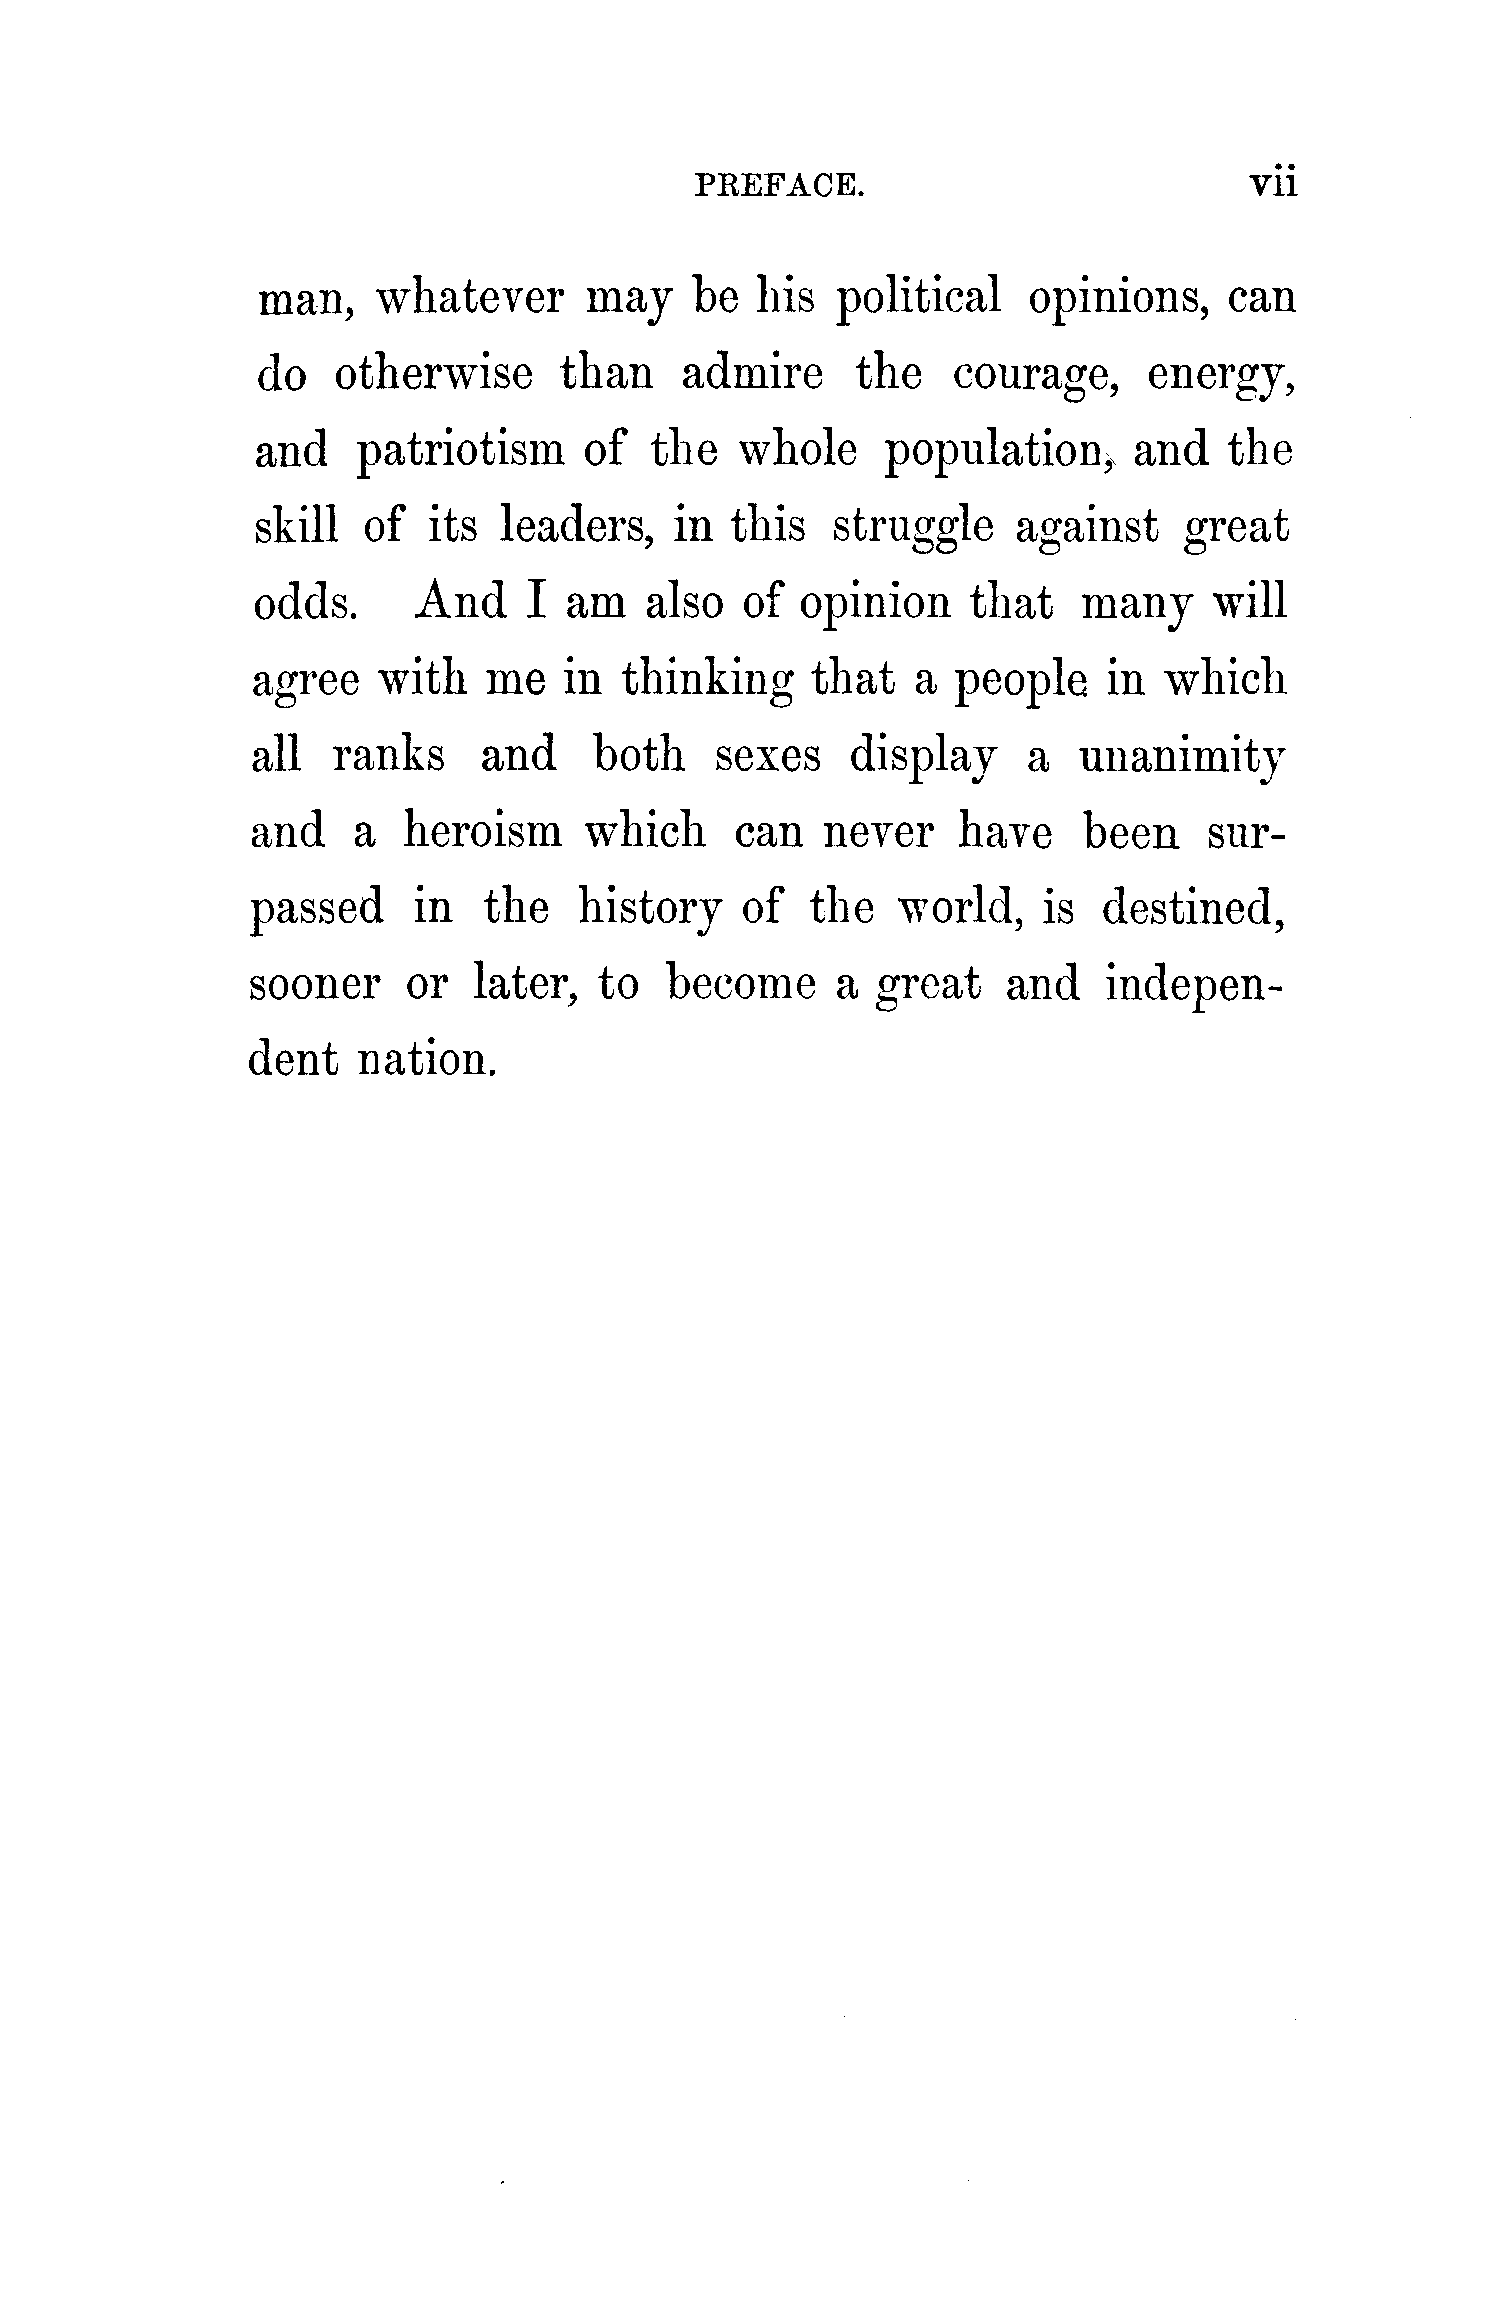 PREFACE. vii
man, whatever may be his political opinions, can
do otherwise than admire the courage, energy,
and patriotism of the whole population, and the
skill of its leaders, in this struggle against great
odds. And I am also of opinion that many will
agree with me in thinking that a people in which
all ranks and both sexes display a unanimity
and a heroism which can never have been sur-
passed in the history of the world, is destined,
sooner or later, to become a great and indepen-
dent nation.